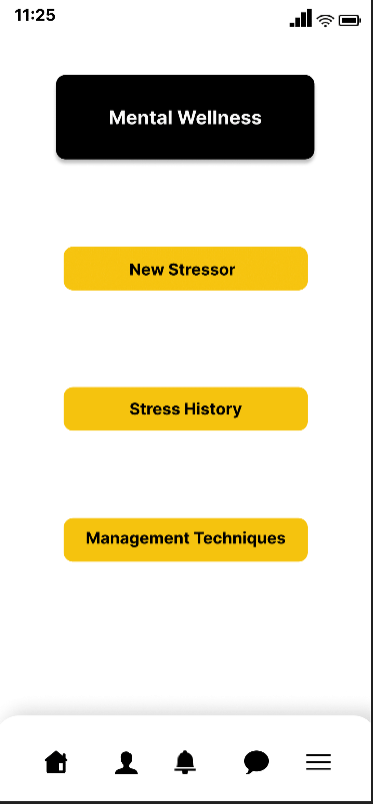 11:25
Mental Wellness
New Stressor
Stress History
Management Techniques